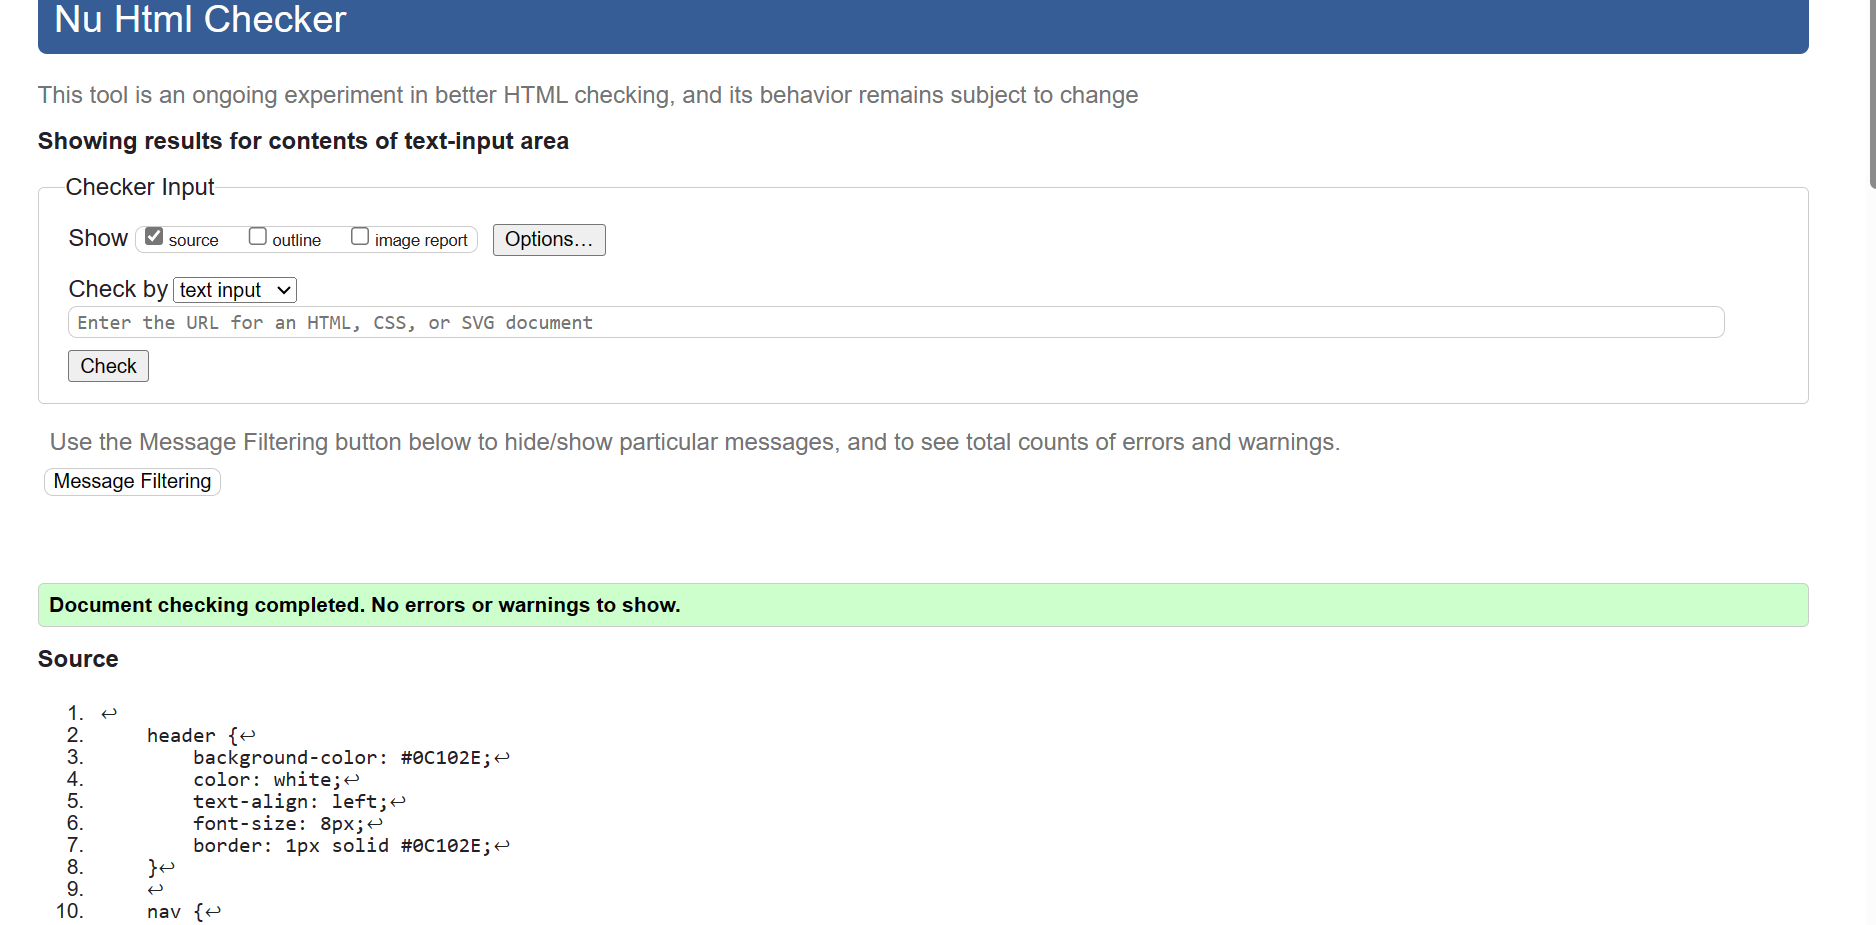 Nu Html Checker
This tool is an ongoing experiment in better HTML checking, and its behavior remains subject to change
Showing results for contents of text-input area
Checker Input
Show source outline image report Options...
Check by text input
Enter the URL for an HTML, CSS, or SVG document
Check
Use the Message Filtering button below to hide/show particular messages, and to see total counts of errors and warnings.
Message Filtering
Document checking completed. No errors or warnings to show.
Source
1. ↩
2. header {↩
3. background-color: #0C102E;↩
4. color: white;↩
5. text-align: left;↩
6. font-size: 8px;↩
7. border: 1px solid #0C102E;↩
8. }↩
9. ↩
10. nav {↩